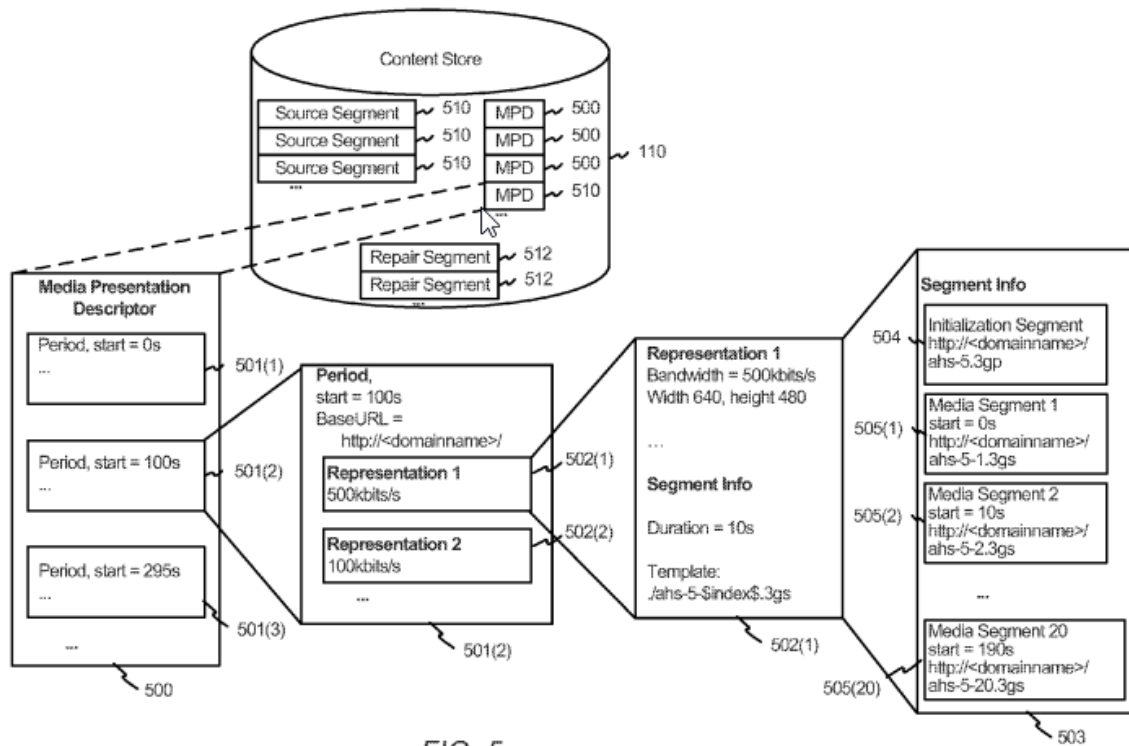 Content Store
Source Segment 510
Source Segment 510
Source Segment 510
...
MPD 500
MPD 500
MPD 500
MPD 510
...
110
Repair Segment 512
Repair Segment 512
...
Media Presentation
Descriptor
Period, start = 0s
...
501(1)
Period, start = 100s
...
501(2)
Period, start = 295s
...
501(3)
...
500
Period,
start = 100s
BaseURL =
http://<domainname>/
Representation 1
500kbits/s
502(1)
Representation 2
100kbits/s
502(2)
...
501(2)
Representation 1
Bandwidth = 500kbits/s
Width 640, height 480
...
Segment Info
Duration = 10s
Template:
./ahs-5-$index$.3gs
502(1)
Segment Info
504
Initialization Segment
http://<domainname>/
ahs-5.3gp
505(1)
Media Segment 1
start = 0s
http://<domainname>/
ahs-5-1.3gs
505(2)
Media Segment 2
start = 10s
http://<domainname>/
ahs-5-2.3gs
...
505(20)
Media Segment 20
start = 190s
http://<domainname>/
ahs-5-20.3gs
503